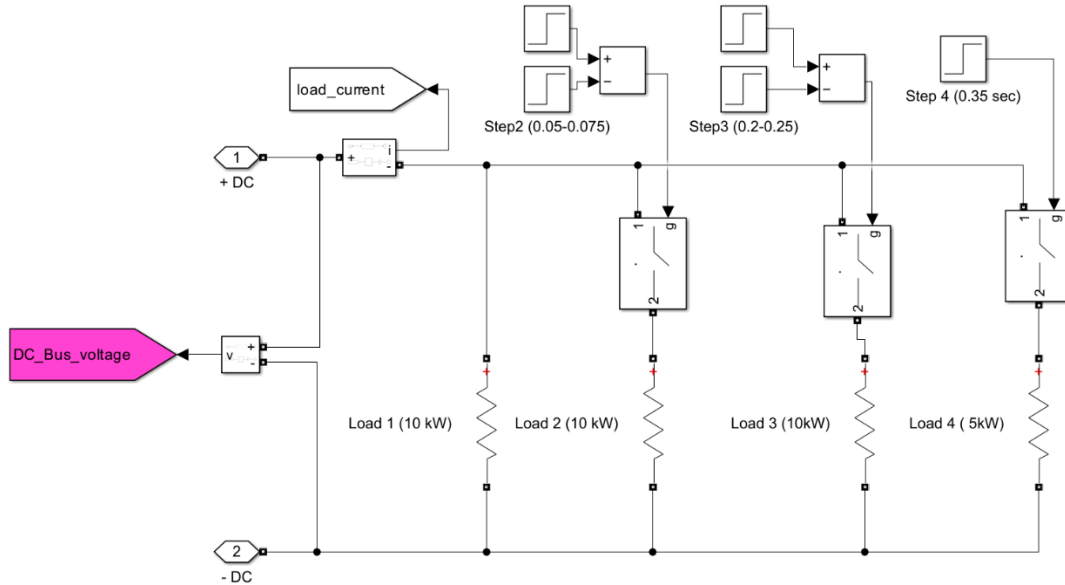 load_current
+
−
Step2 (0.05-0.075)
+
−
Step3 (0.2-0.25)
Step 4 (0.35 sec)
1
+ DC
+
i
-
1
g
2
1
g
2
1
g
2
DC_Bus_voltage
v
+
-
+
+
+
Load 1 (10 kW)
Load 2 (10 kW)
Load 3 (10kW)
Load 4 ( 5kW)
2
- DC